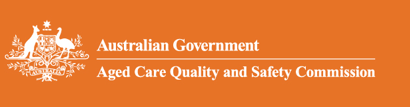 Australian Government
Aged Care Quality and Safety Commission